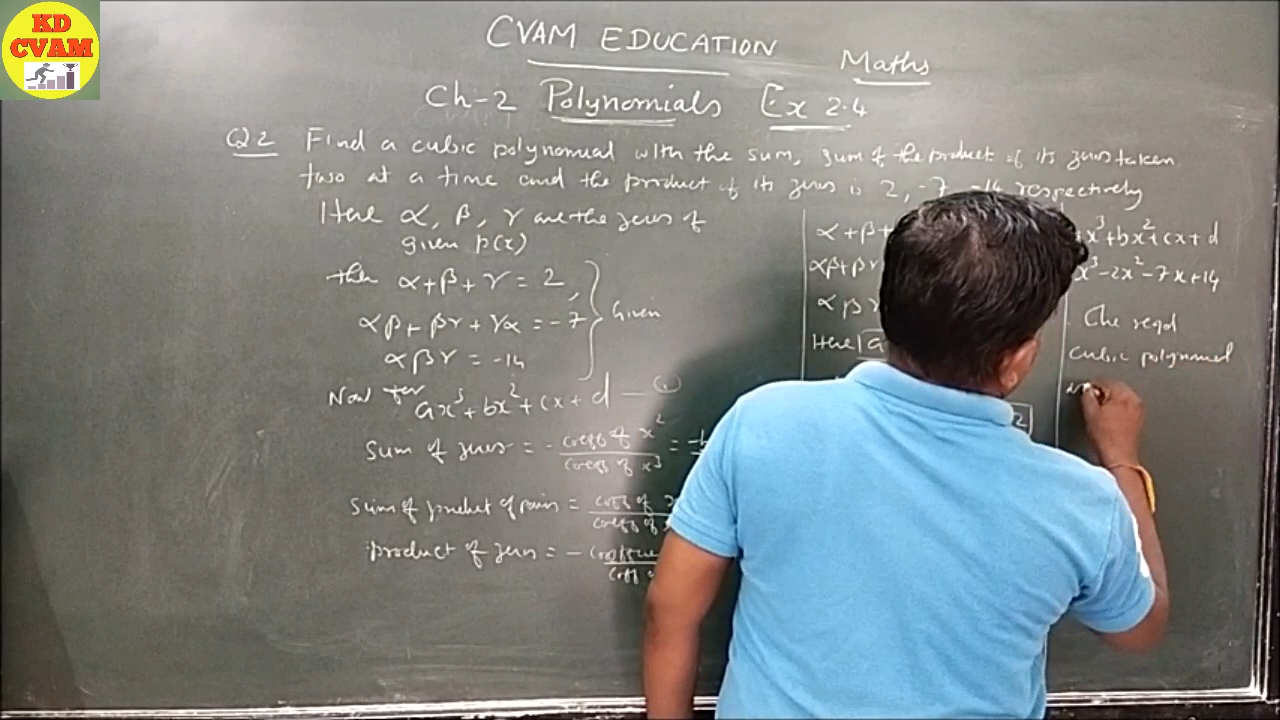 KD
CVAM
CVAM EDUCATION
Maths
Ch-2 Polynomials Ex 2.4
Q2 Find a cubic polynomial with the sum, sum of the product of its zeros taken
two at a time and the product of its zeros is 2, -7, -14 respectively
Here α, β, γ are the zeros of
given p(x)
then α+β+γ = 2,
αβ+βγ+γα = -7
αβγ = -14
Given
Now for ax³+bx²+cx+d — ①
Sum of zeros = - coeff of x² / coeff of x³ = -b
Sum of product of pairs = coeff of / coeff of
product of zeros = - / coeff
α+β+
αβ+βγ
αβγ
Here a
2
x³+bx²+cx+d
x³-2x²-7x+14
The reqd
cubic polynomial